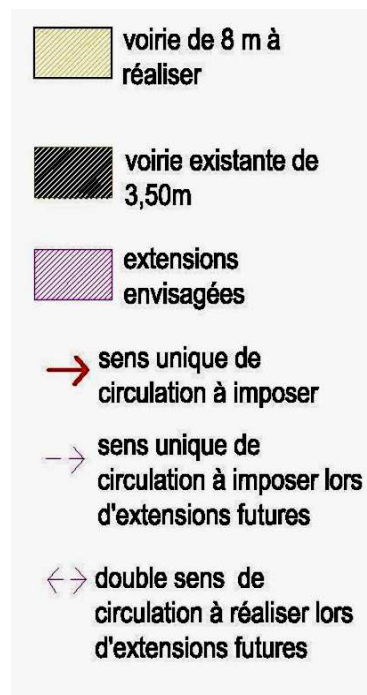 voirie de 8 m à
réaliser
voirie existante de
3,50m
extensions
envisagées
sens unique de
circulation à imposer
sens unique de
circulation à imposer lors
d'extensions futures
double sens de
circulation à réaliser lors
d'extensions futures